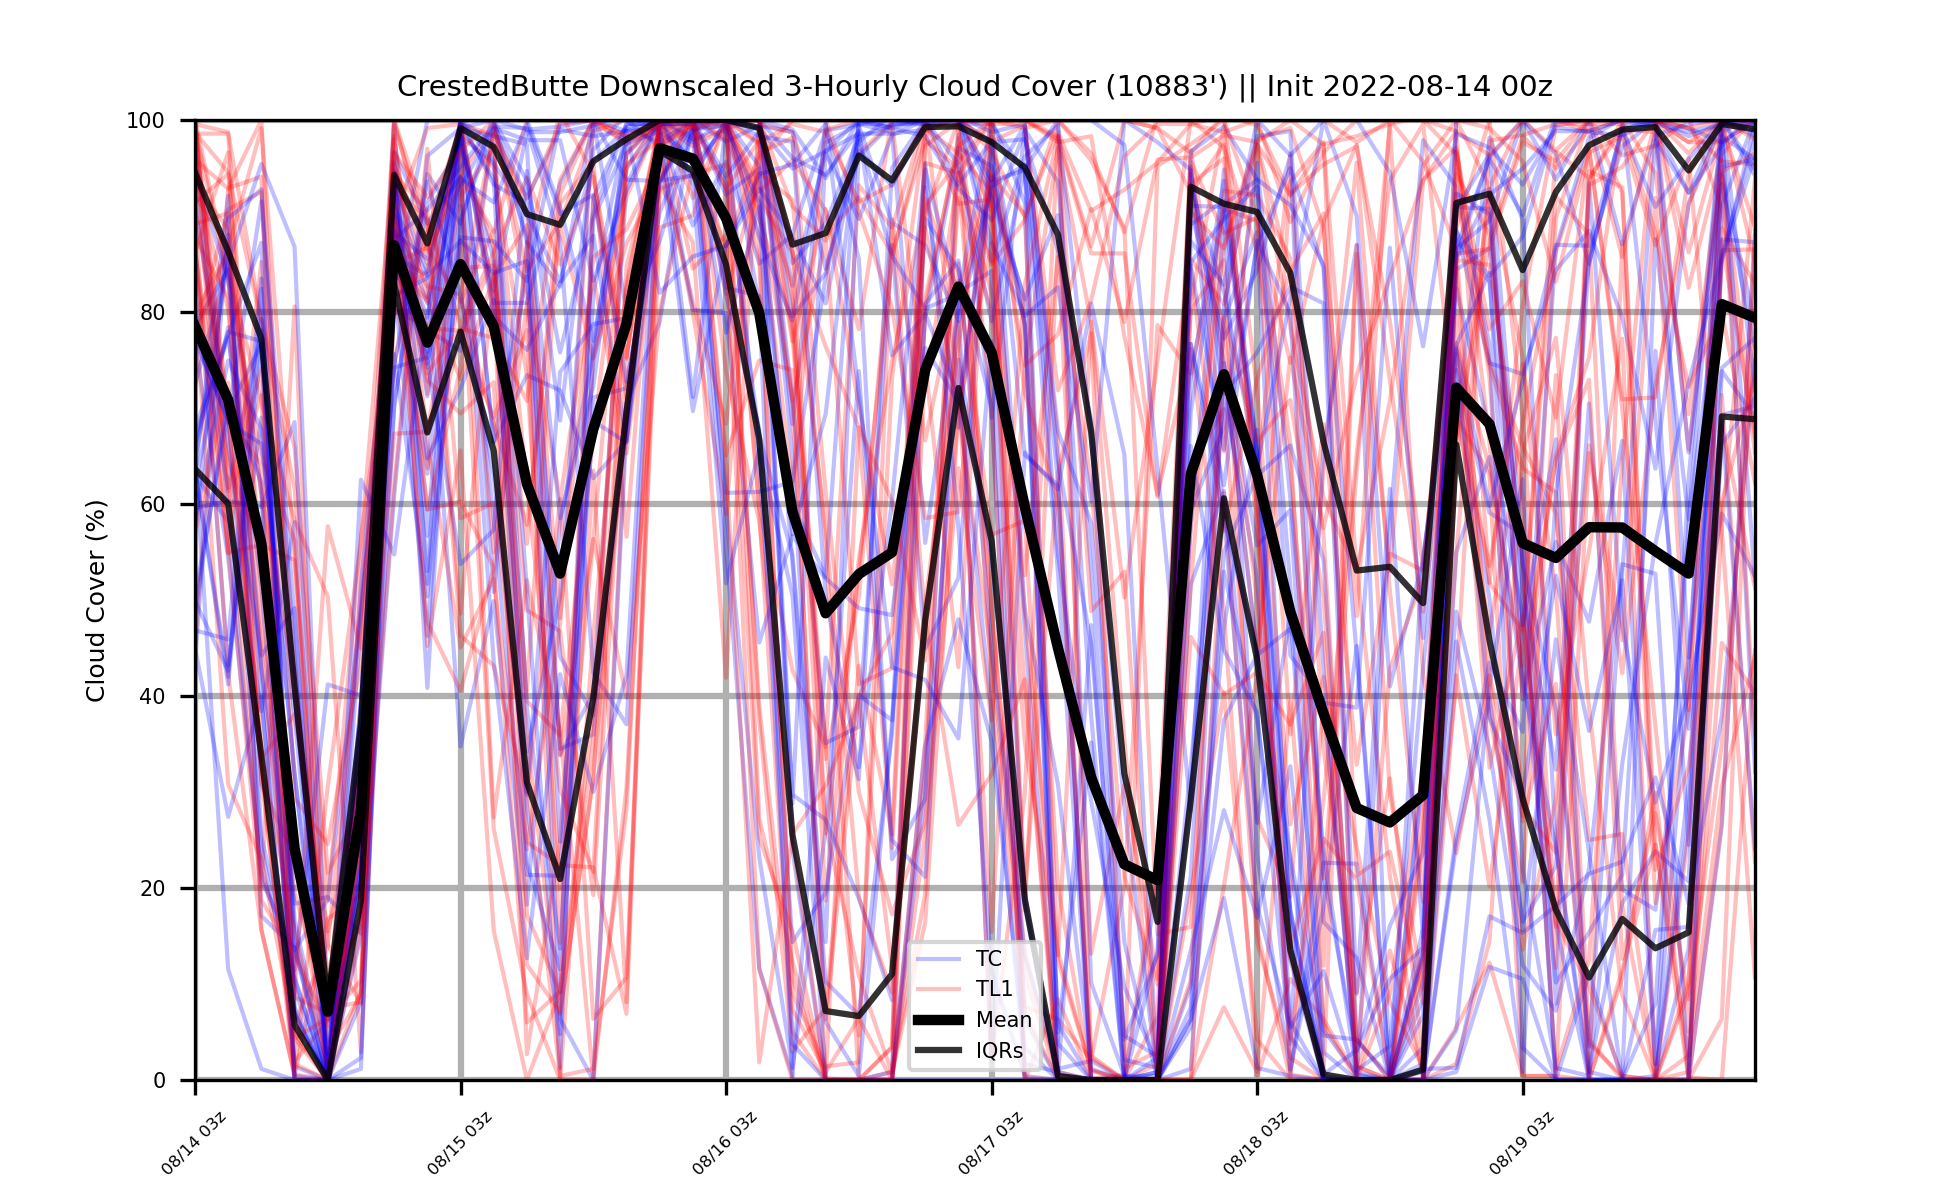 CrestedButte Downscaled 3-Hourly Cloud Cover (10883') || Init 2022-08-14 00z
Cloud Cover (%)
100
80
60
40
20
0
TC
TL1
Mean
IQRs
08/14 03z
08/15 03z
08/16 03z
08/17 03z
08/18 03z
08/19 03z